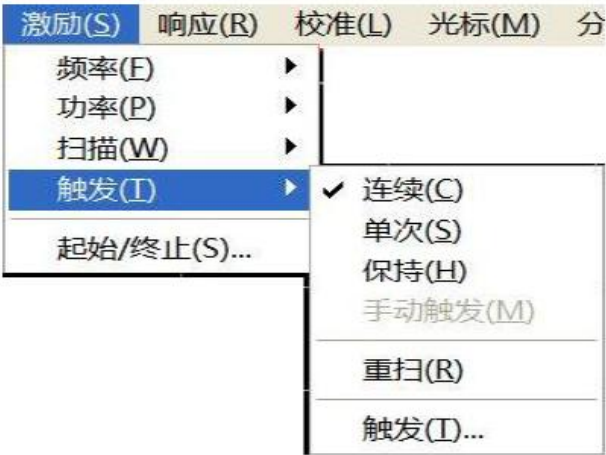 激励(S) 响应(R) 校准(L) 光标(M) 分
频率(F)
功率(P)
扫描(W)
触发(T)
起始/终止(S)...
连续(C)
单次(S)
保持(H)
手动触发(M)
重扫(R)
触发(T)...